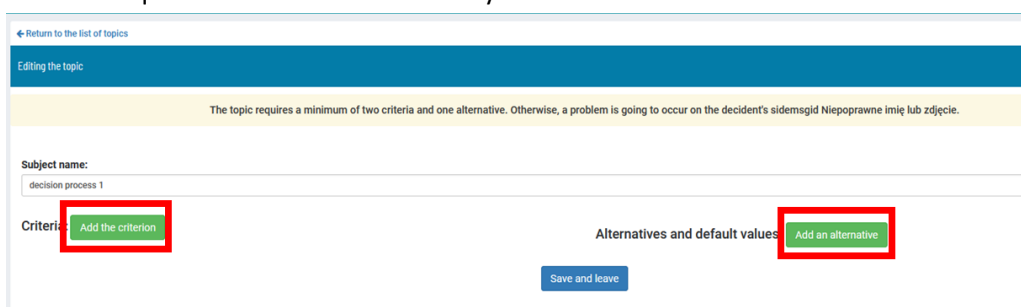 Return to the list of topics
Editing the topic
The topic requires a minimum of two criteria and one alternative. Otherwise, a problem is going to occur on the decident's sidemsgid Niepoprawne imię lub zdjęcie.
Subject name:
decision process 1
Criteria: Add the criterion
Alternatives and default values Add an alternative
Save and leave